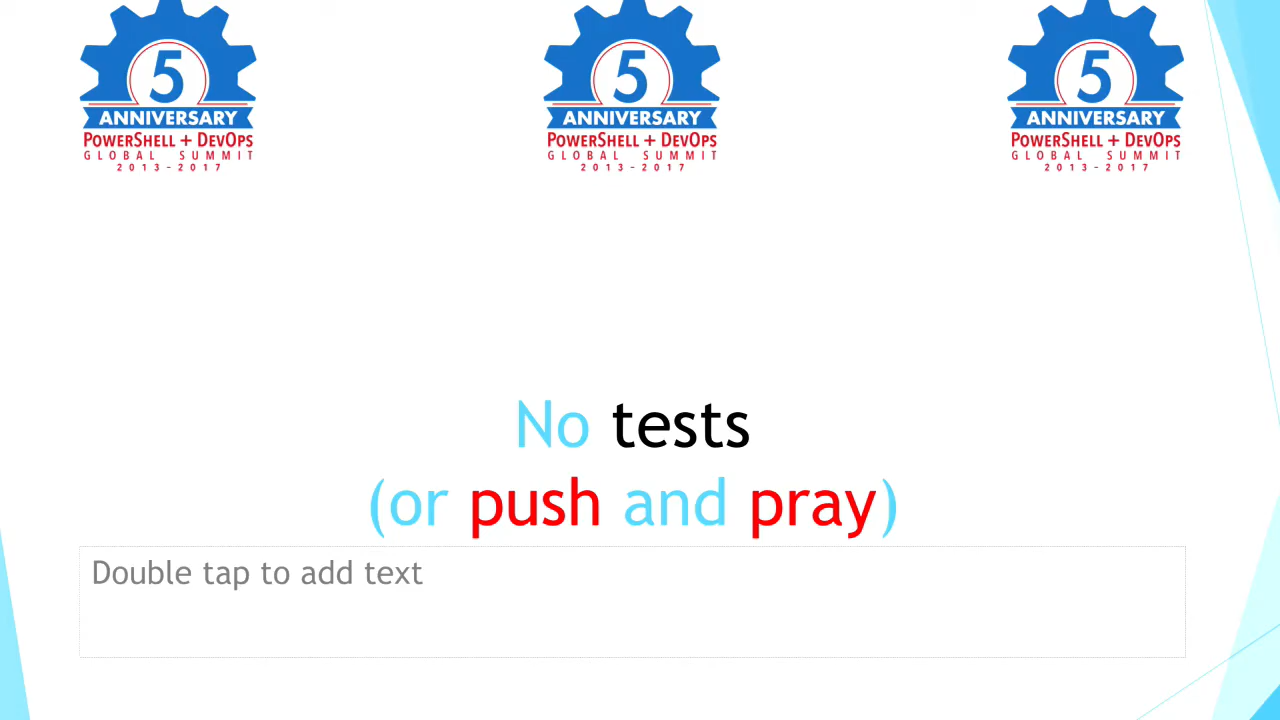 5
ANNIVERSARY
POWERSHELL + DEVOPS
GLOBAL SUMMIT
2013-2017
5
ANNIVERSARY
POWERSHELL + DEVOPS
GLOBAL SUMMIT
2013-2017
5
ANNIVERSARY
POWERSHELL + DEVOPS
GLOBAL SUMMIT
2013-2017
No tests
(or push and pray)
Double tap to add text